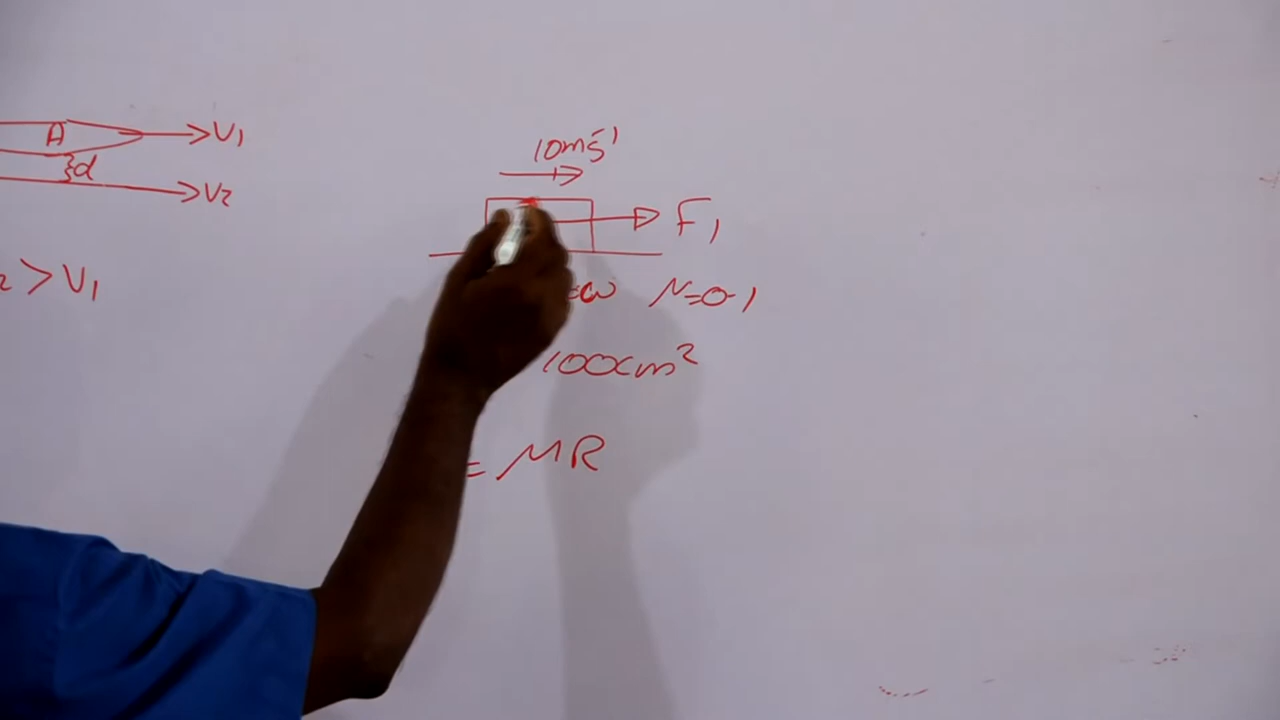 A
V1
d
V2
> V1
10ms⁻¹
F1
=W μ=0.1
100cm²
= μR